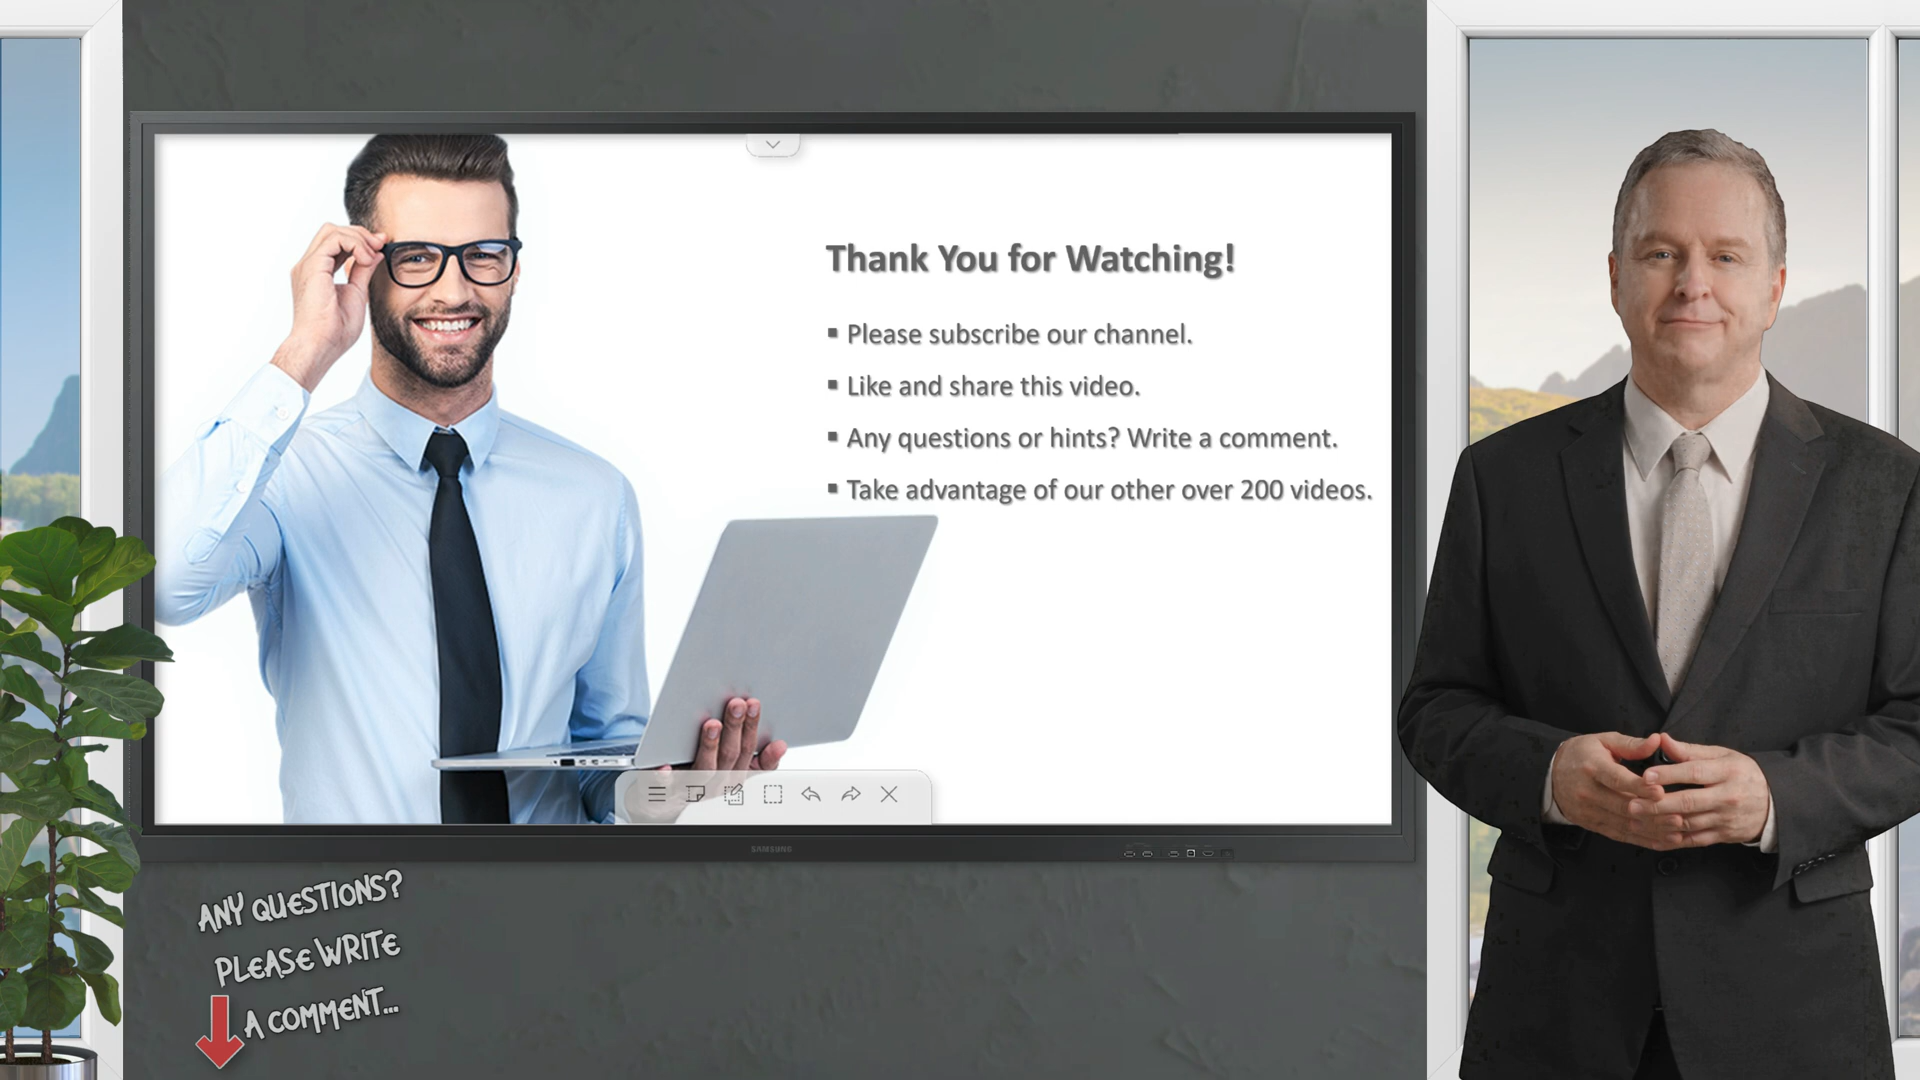 Thank You for Watching!
▪ Please subscribe our channel.
▪ Like and share this video.
▪ Any questions or hints? Write a comment.
▪ Take advantage of our other over 200 videos.
SAMSUNG
ANY QUESTIONS?
PLEASE WRITE
A COMMENT...